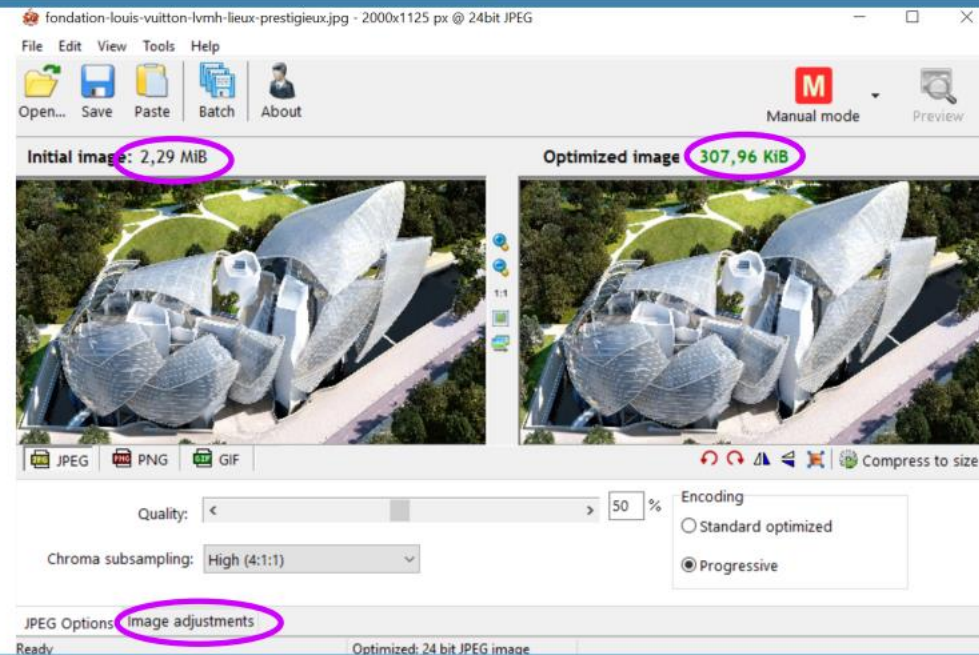 fondation-louis-vuitton-lvmh-lieux-prestigieux.jpg - 2000x1125 px @ 24bit JPEG
File Edit View Tools Help
Open... Save Paste Batch About
M
Manual mode Preview
Initial image: 2,29 MiB
Optimized image 307,96 KiB
1:1
JPEG PNG GIF
Compress to size
Quality: 50 %
Encoding
Standard optimized
Chroma subsampling: High (4:1:1)
Progressive
JPEG Options Image adjustments
Ready
Optimized: 24 bit JPEG image